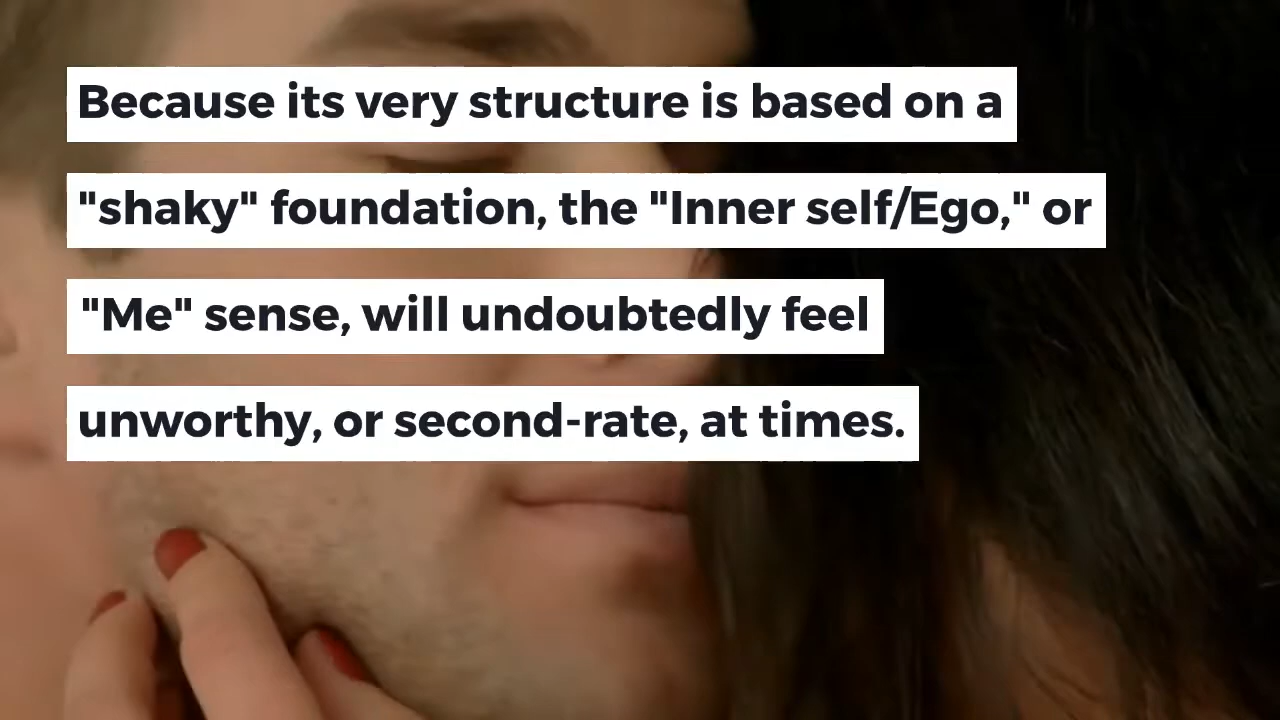 Because its very structure is based on a
"shaky" foundation, the "Inner self/Ego," or
"Me" sense, will undoubtedly feel
unworthy, or second-rate, at times.